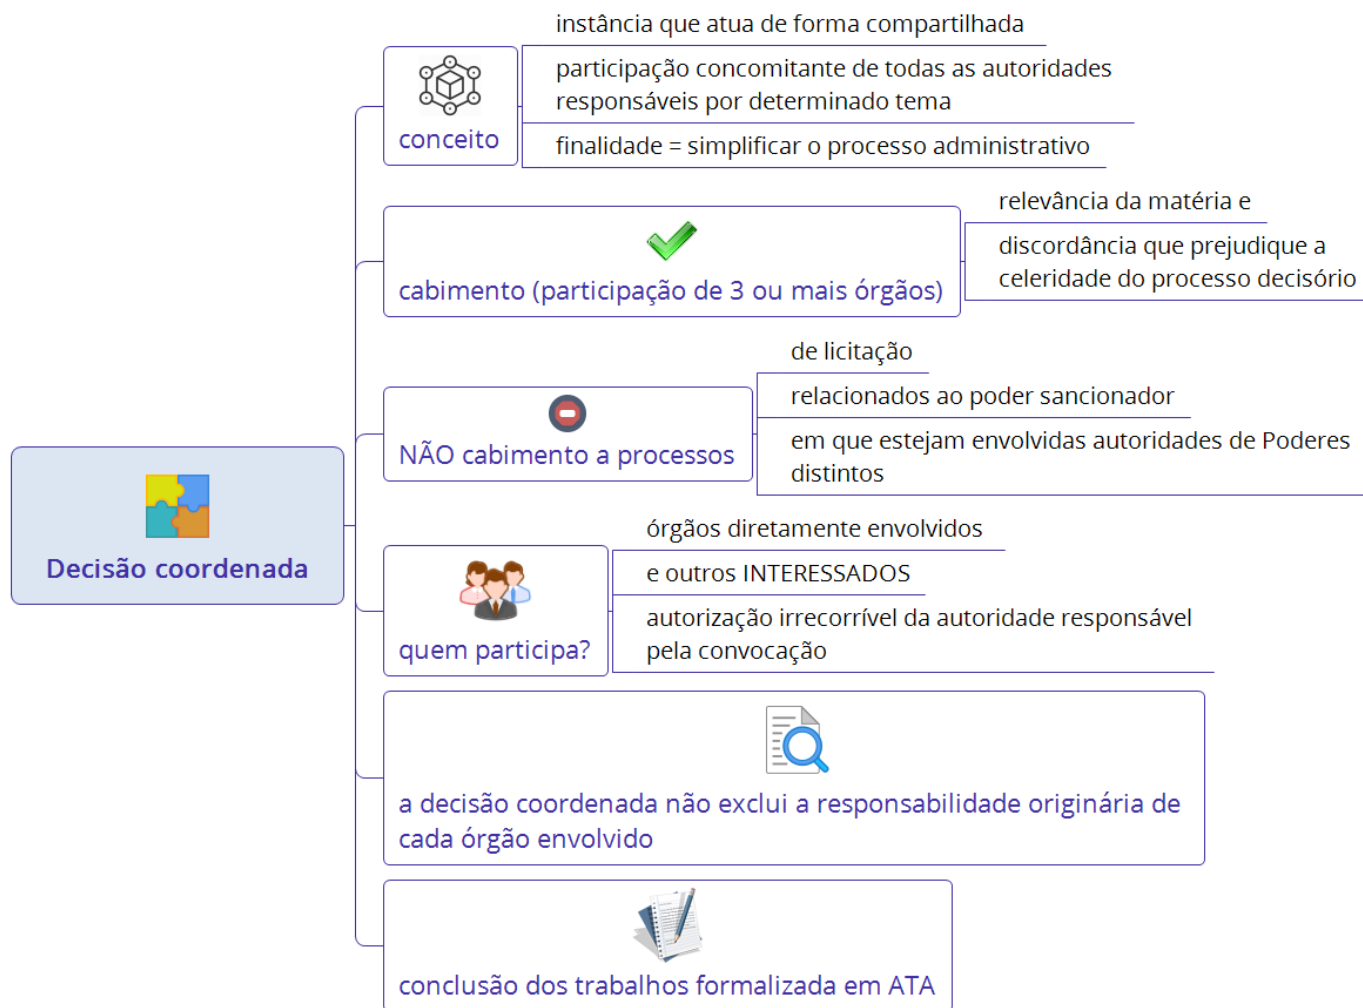 Decisão coordenada
conceito
instância que atua de forma compartilhada
participação concomitante de todas as autoridades
responsáveis por determinado tema
finalidade = simplificar o processo administrativo
cabimento (participação de 3 ou mais órgãos)
relevância da matéria e
discordância que prejudique a
celeridade do processo decisório
NÃO cabimento a processos
de licitação
relacionados ao poder sancionador
em que estejam envolvidas autoridades de Poderes
distintos
quem participa?
órgãos diretamente envolvidos
e outros INTERESSADOS
autorização irrecorrível da autoridade responsável
pela convocação
a decisão coordenada não exclui a responsabilidade originária de
cada órgão envolvido
conclusão dos trabalhos formalizada em ATA